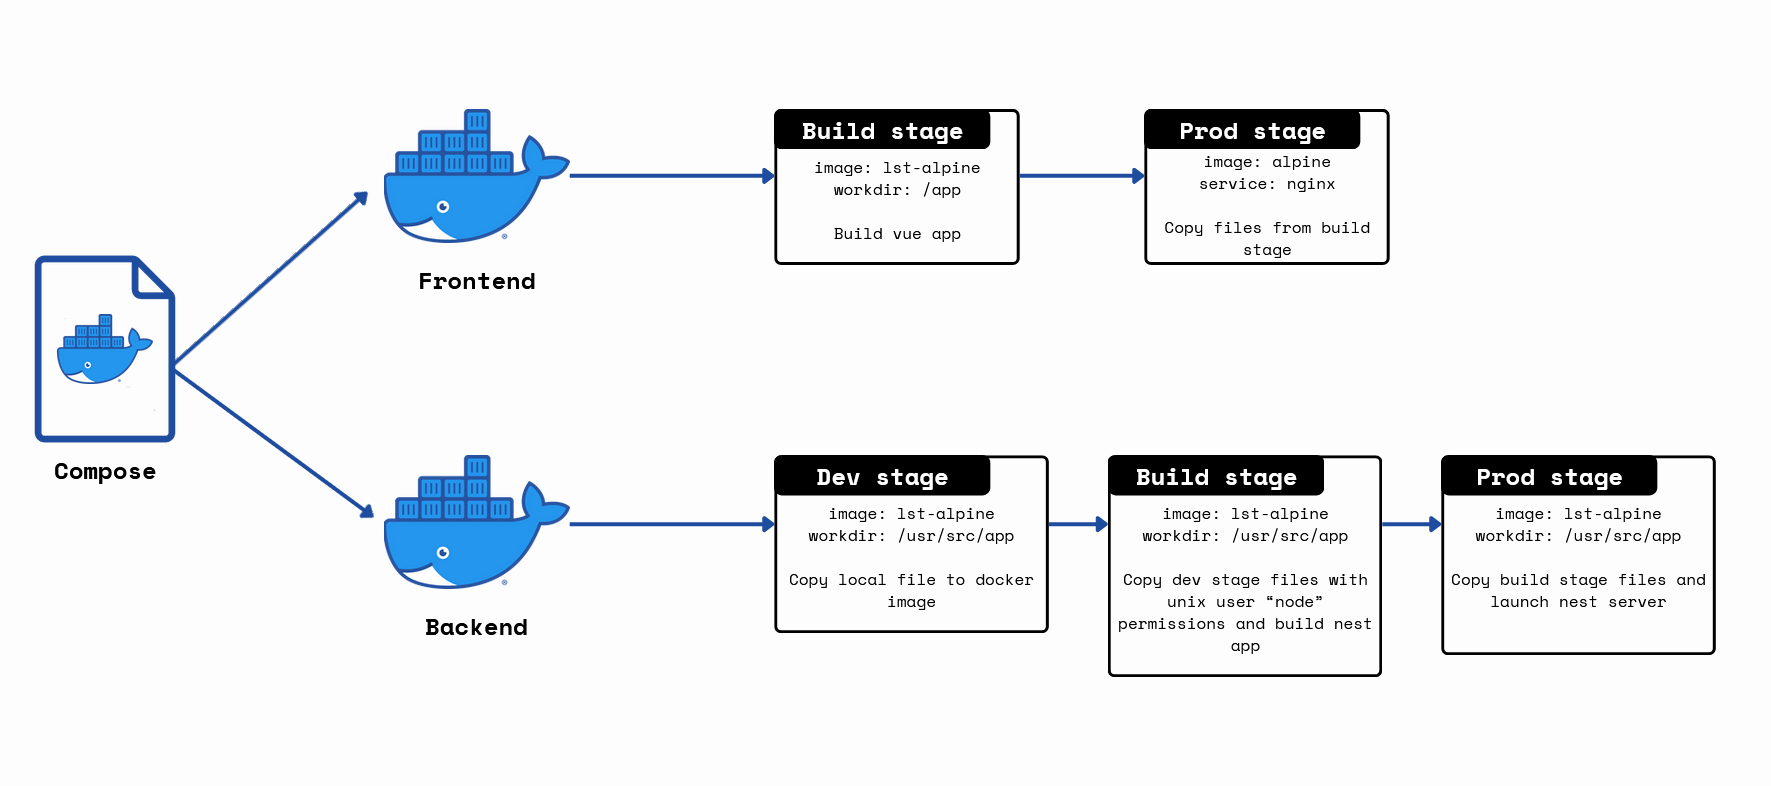 Compose
Frontend
Build stage
image: lst-alpine
workdir: /app
Build vue app
Prod stage
image: alpine
service: nginx
Copy files from build
stage
Backend
Dev stage
image: lst-alpine
workdir: /usr/src/app
Copy local file to docker
image
Build stage
image: lst-alpine
workdir: /usr/src/app
Copy dev stage files with
unix user “node”
permissions and build nest
app
Prod stage
image: lst-alpine
workdir: /usr/src/app
Copy build stage files and
launch nest server